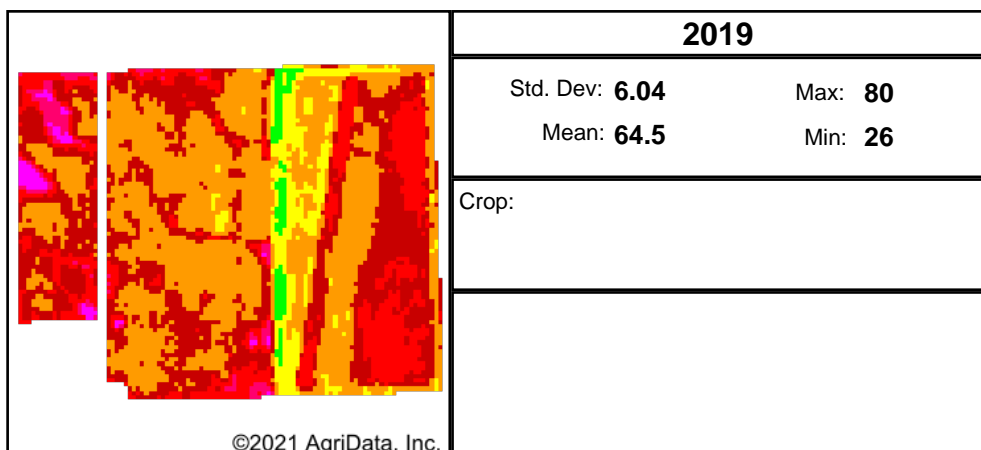 2019
Std. Dev: 6.04 Max: 80
Mean: 64.5 Min: 26
Crop:
©2021 AgriData, Inc.